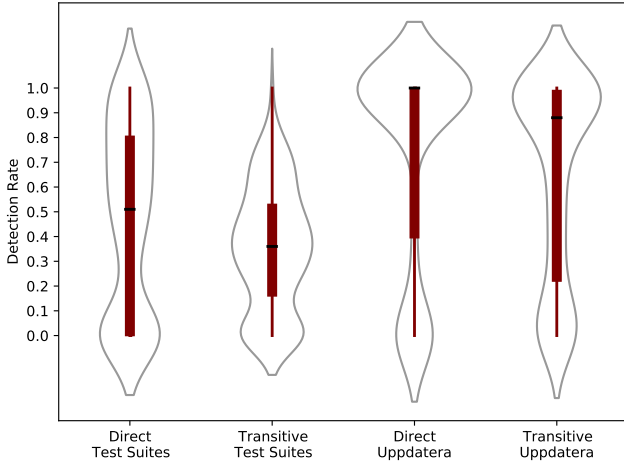 Detection Rate
1.0
0.9
0.8
0.7
0.6
0.5
0.4
0.3
0.2
0.1
0.0
Direct
Test Suites
Transitive
Test Suites
Direct
Uppdatera
Transitive
Uppdatera